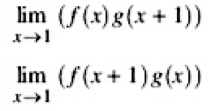 lim (f(x)g(x + 1))
x→1
lim (f(x + 1)g(x))
x→1